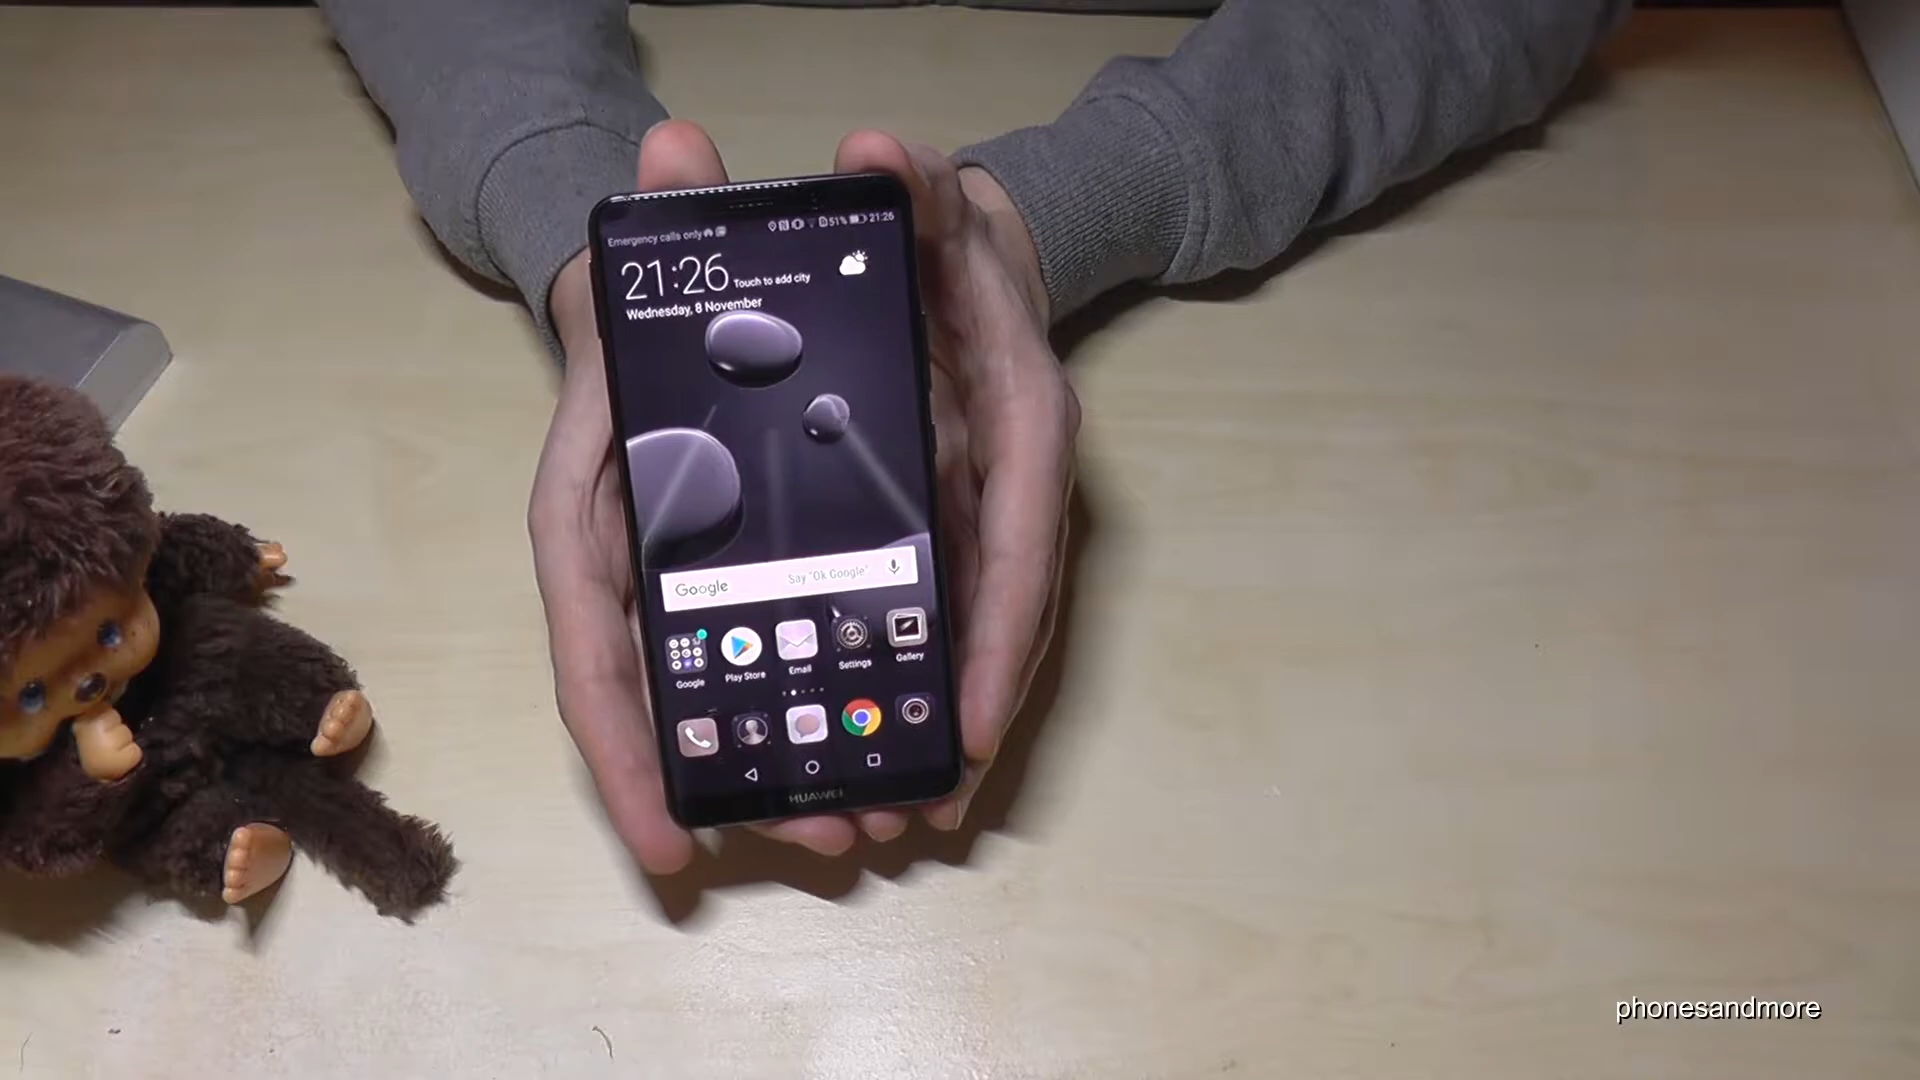 Emergency calls only
51% 21:26
21:26 Touch to add city
Wednesday, 8 November
Google Say "Ok Google"
Google Play Store Email Settings Gallery
HUAWEI
phonesandmore